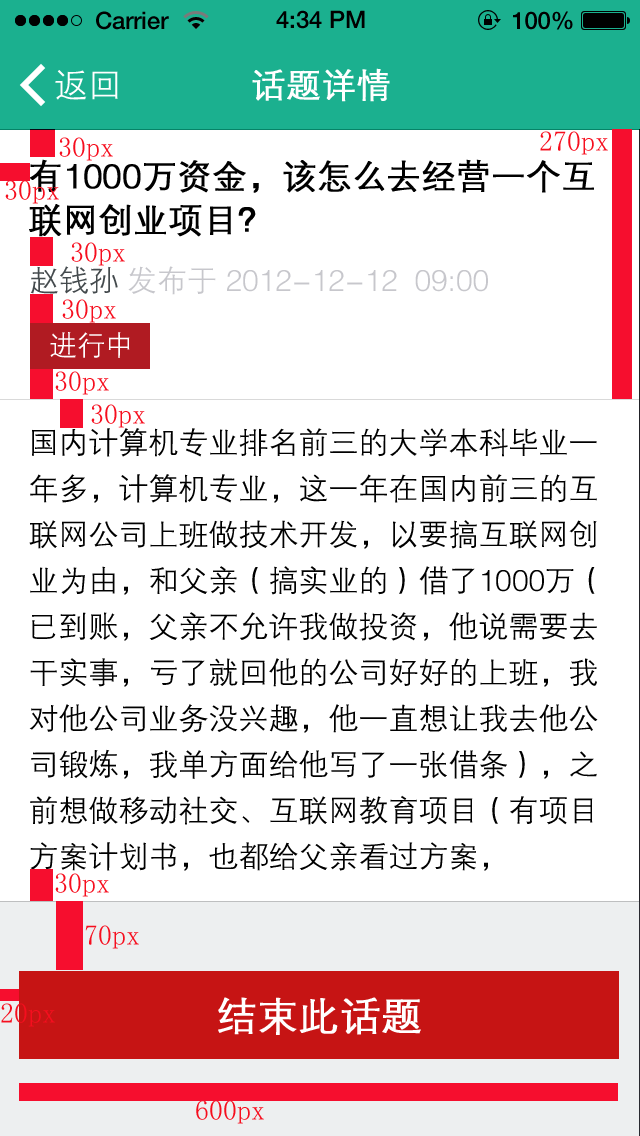 Carrier 4:34 PM 100%
返回 话题详情
30px 270px
有1000万资金，该怎么去经营一个互
30px
联网创业项目？
30px
赵钱孙 发布于 2012-12-12 09:00
30px
进行中
30px
30px
国内计算机专业排名前三的大学本科毕业一
年多，计算机专业，这一年在国内前三的互
联网公司上班做技术开发，以要搞互联网创
业为由，和父亲（搞实业的）借了1000万（
已到账，父亲不允许我做投资，他说需要去
干实事，亏了就回他的公司好好的上班，我
对他公司业务没兴趣，他一直想让我去他公
司锻炼，我单方面给他写了一张借条），之
前想做移动社交、互联网教育项目（有项目
方案计划书，也都给父亲看过方案，
30px
70px
结束此话题
20px
600px